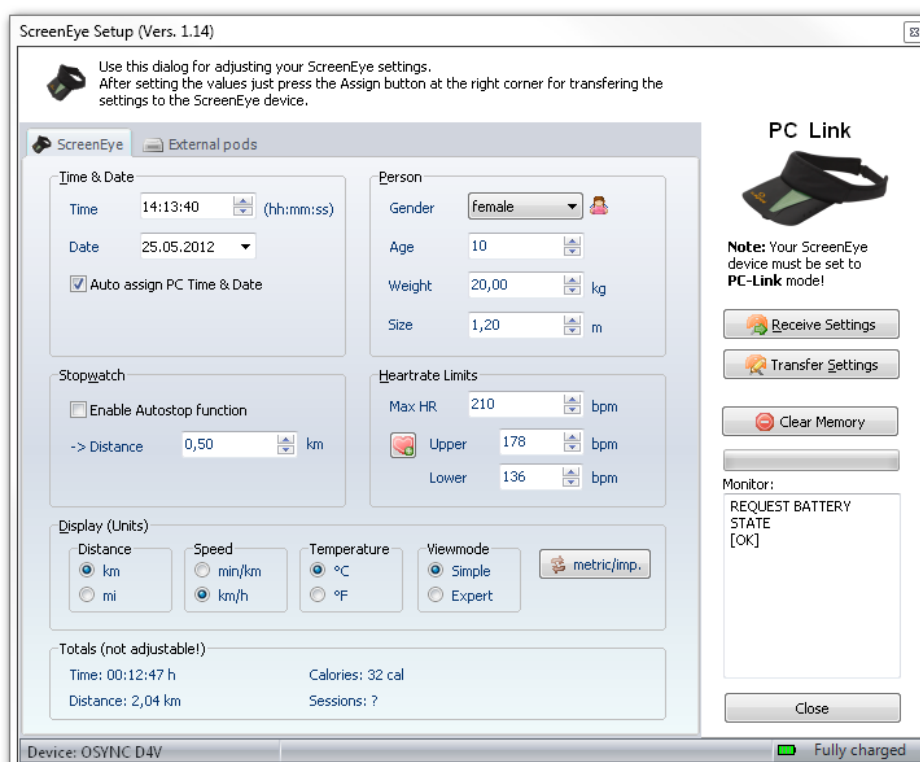 ScreenEye Setup (Vers. 1.14)
Use this dialog for adjusting your ScreenEye settings.
After setting the values just press the Assign button at the right corner for transfering the
settings to the ScreenEye device.
ScreenEye
External pods
Time & Date
Time 14:13:40 (hh:mm:ss)
Date 25.05.2012
Auto assign PC Time & Date
Person
Gender female
Age 10
Weight 20,00 kg
Size 1,20 m
Stopwatch
Enable Autostop function
-> Distance 0,50 km
Heartrate Limits
Max HR 210 bpm
Upper 178 bpm
Lower 136 bpm
Display (Units)
Distance
km
mi
Speed
min/km
km/h
Temperature
°C
°F
Viewmode
Simple
Expert
metric/imp.
Totals (not adjustable!)
Time: 00:12:47 h
Calories: 32 cal
Distance: 2,04 km
Sessions: ?
PC Link
Note: Your ScreenEye
device must be set to
PC-Link mode!
Receive Settings
Transfer Settings
Clear Memory
Monitor:
REQUEST BATTERY
STATE
[OK]
Close
Device: OSYNC D4V
Fully charged